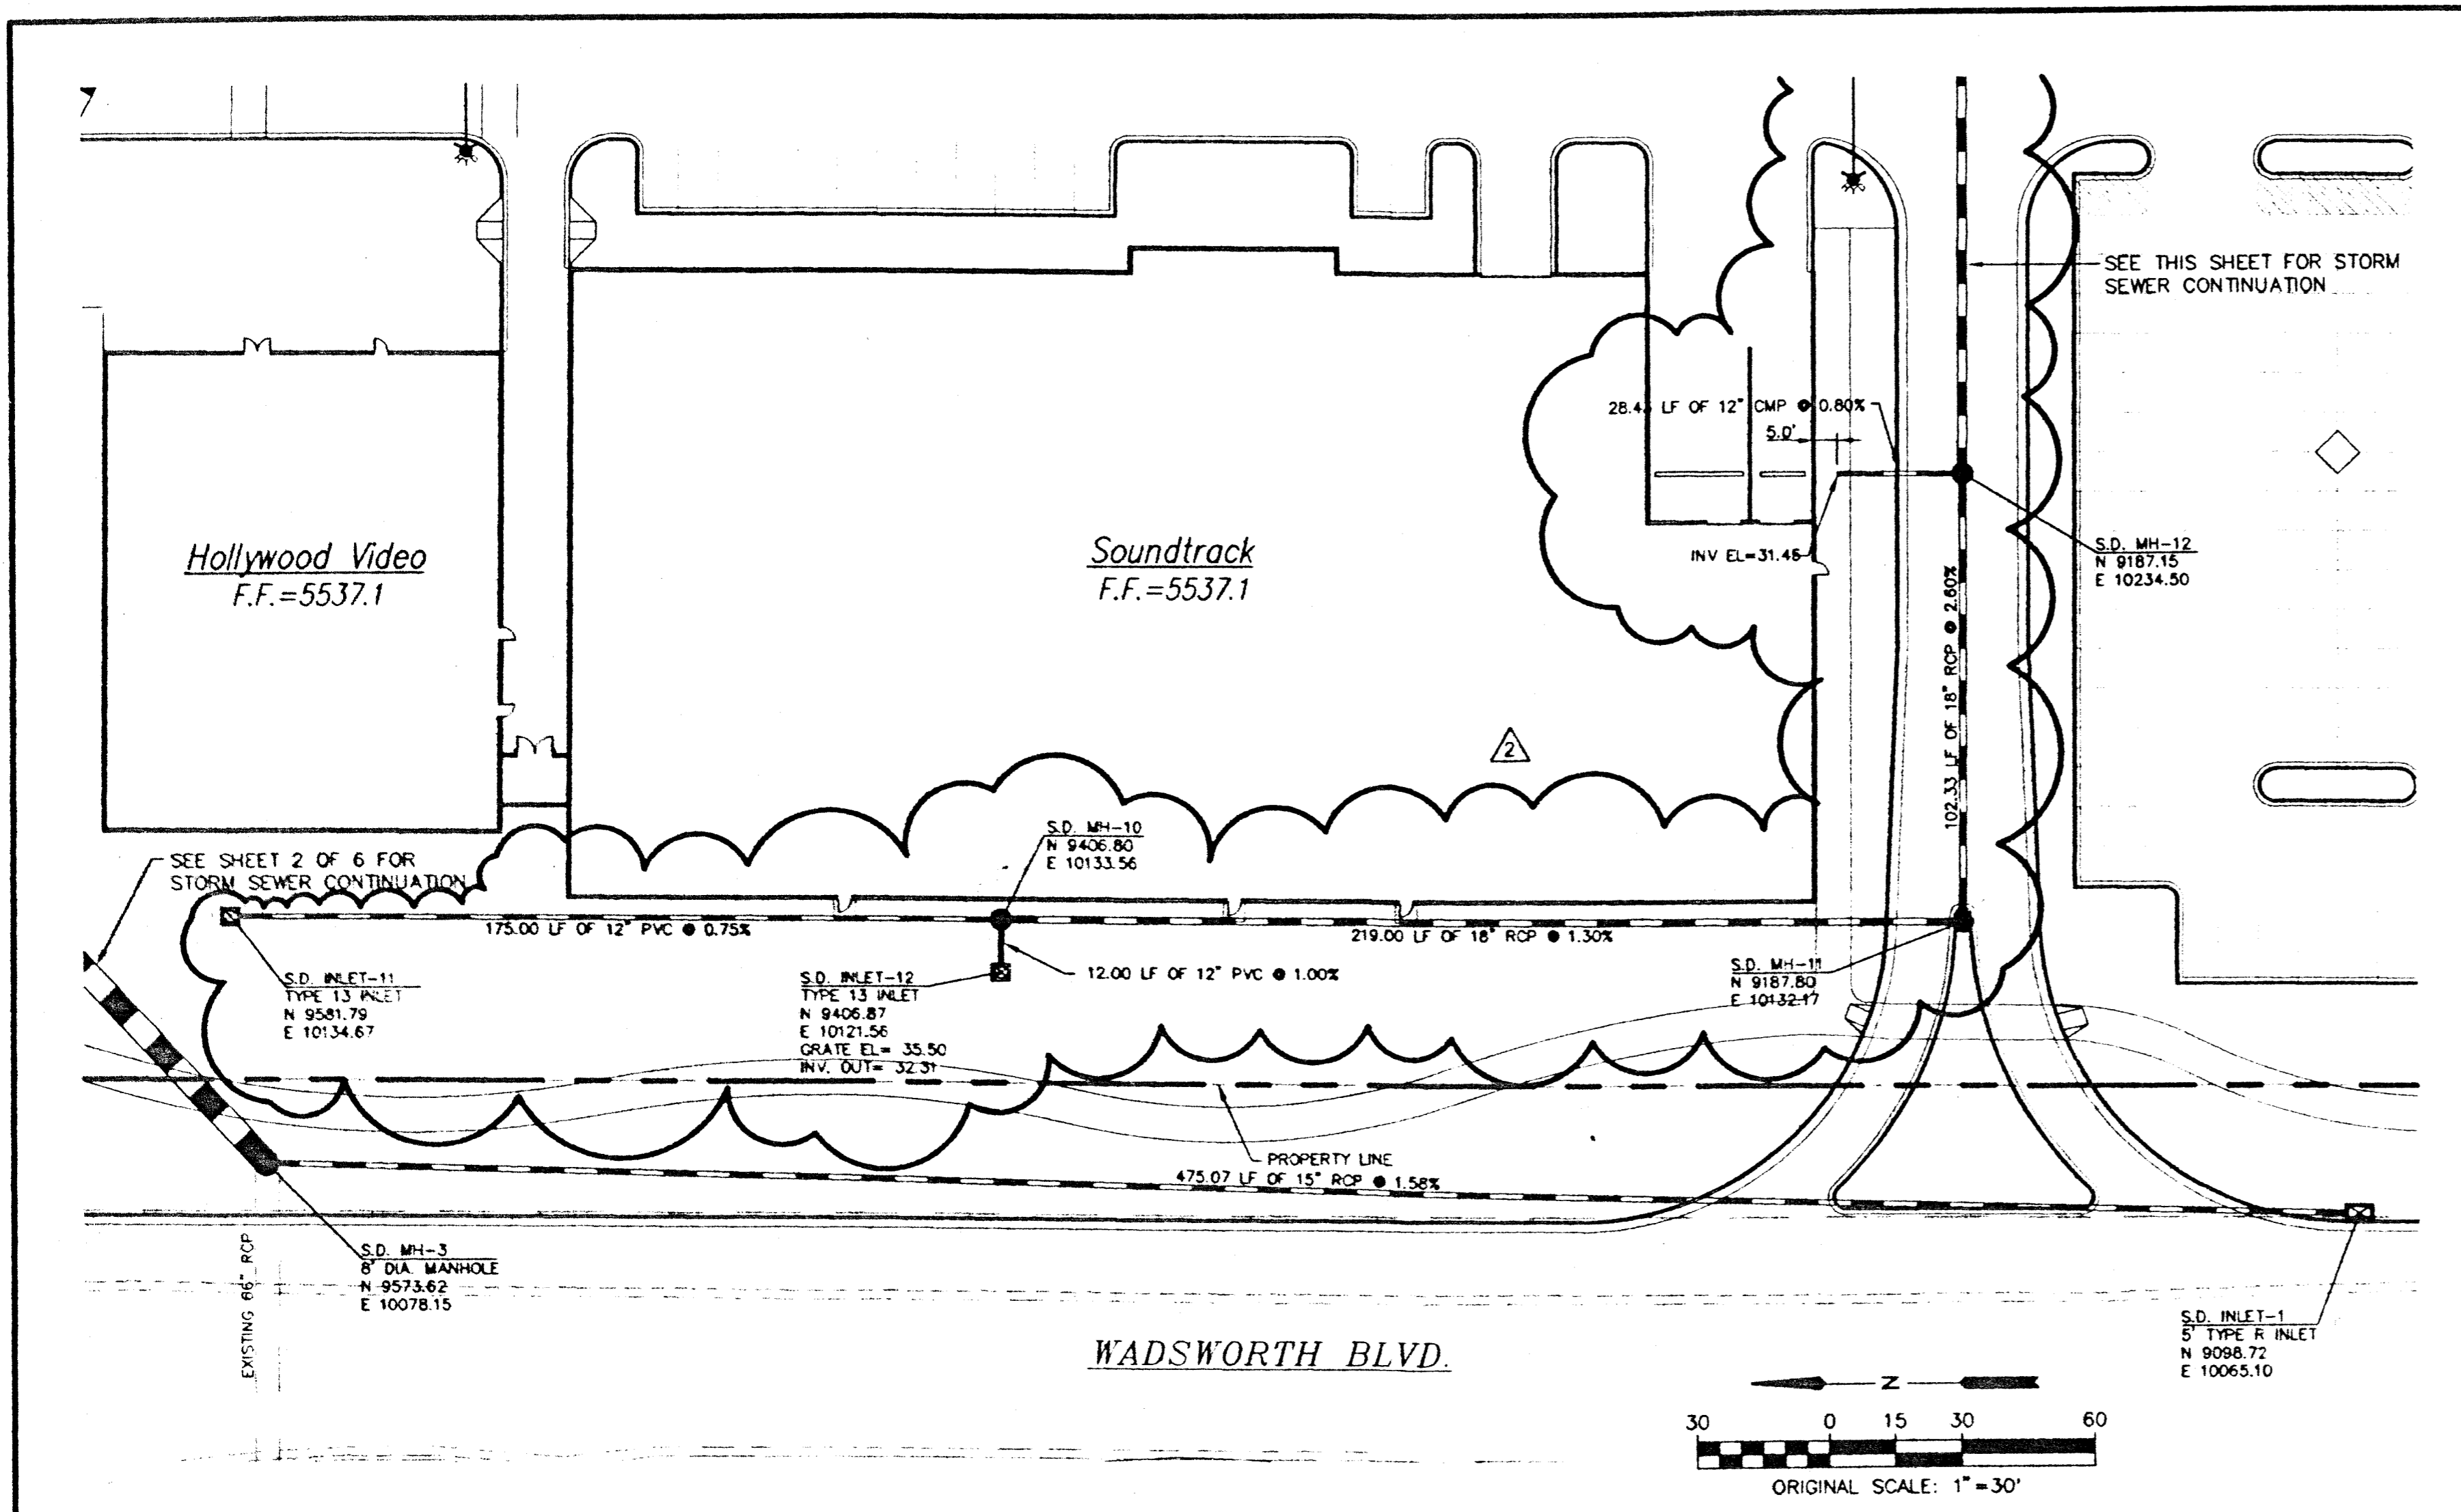 SEE THIS SHEET FOR STORM
SEWER CONTINUATION
LF OF 12" CMP @ 0.80%
5.0'
Hollywood Video
F.F.=5537.1
Soundtrack
F.F.=5537.1
INV EL=31.46
S.D. MH-12
N 9187.15
E 10234.50
102.33 LF OF 18" RCP @ 2.60%
2
S.D. MH-10
N 9406.80
E 10133.56
SEE SHEET 2 OF 6 FOR
STORM SEWER CONTINUATION
175.00 LF OF 12" PVC @ 0.75%
219.00 LF OF 18" RCP @ 1.30%
12.00 LF OF 12" PVC @ 1.00%
S.D. INLET-11
TYPE 13 INLET
N 9581.79
E 10134.67
S.D. INLET-12
TYPE 13 INLET
N 9406.87
E 10121.56
GRATE EL= 35.50
INV. OUT= 32.31
S.D. MH-11
N 9187.80
E 10132.17
PROPERTY LINE
475.07 LF OF 15" RCP @ 1.58%
S.D. MH-3
8' DIA. MANHOLE
N 9573.62
E 10078.15
EXISTING 66" RCP
S.D. INLET-1
5' TYPE R INLET
N 9098.72
E 10065.10
WADSWORTH BLVD.
N
30 0 15 30 60
ORIGINAL SCALE: 1"=30'